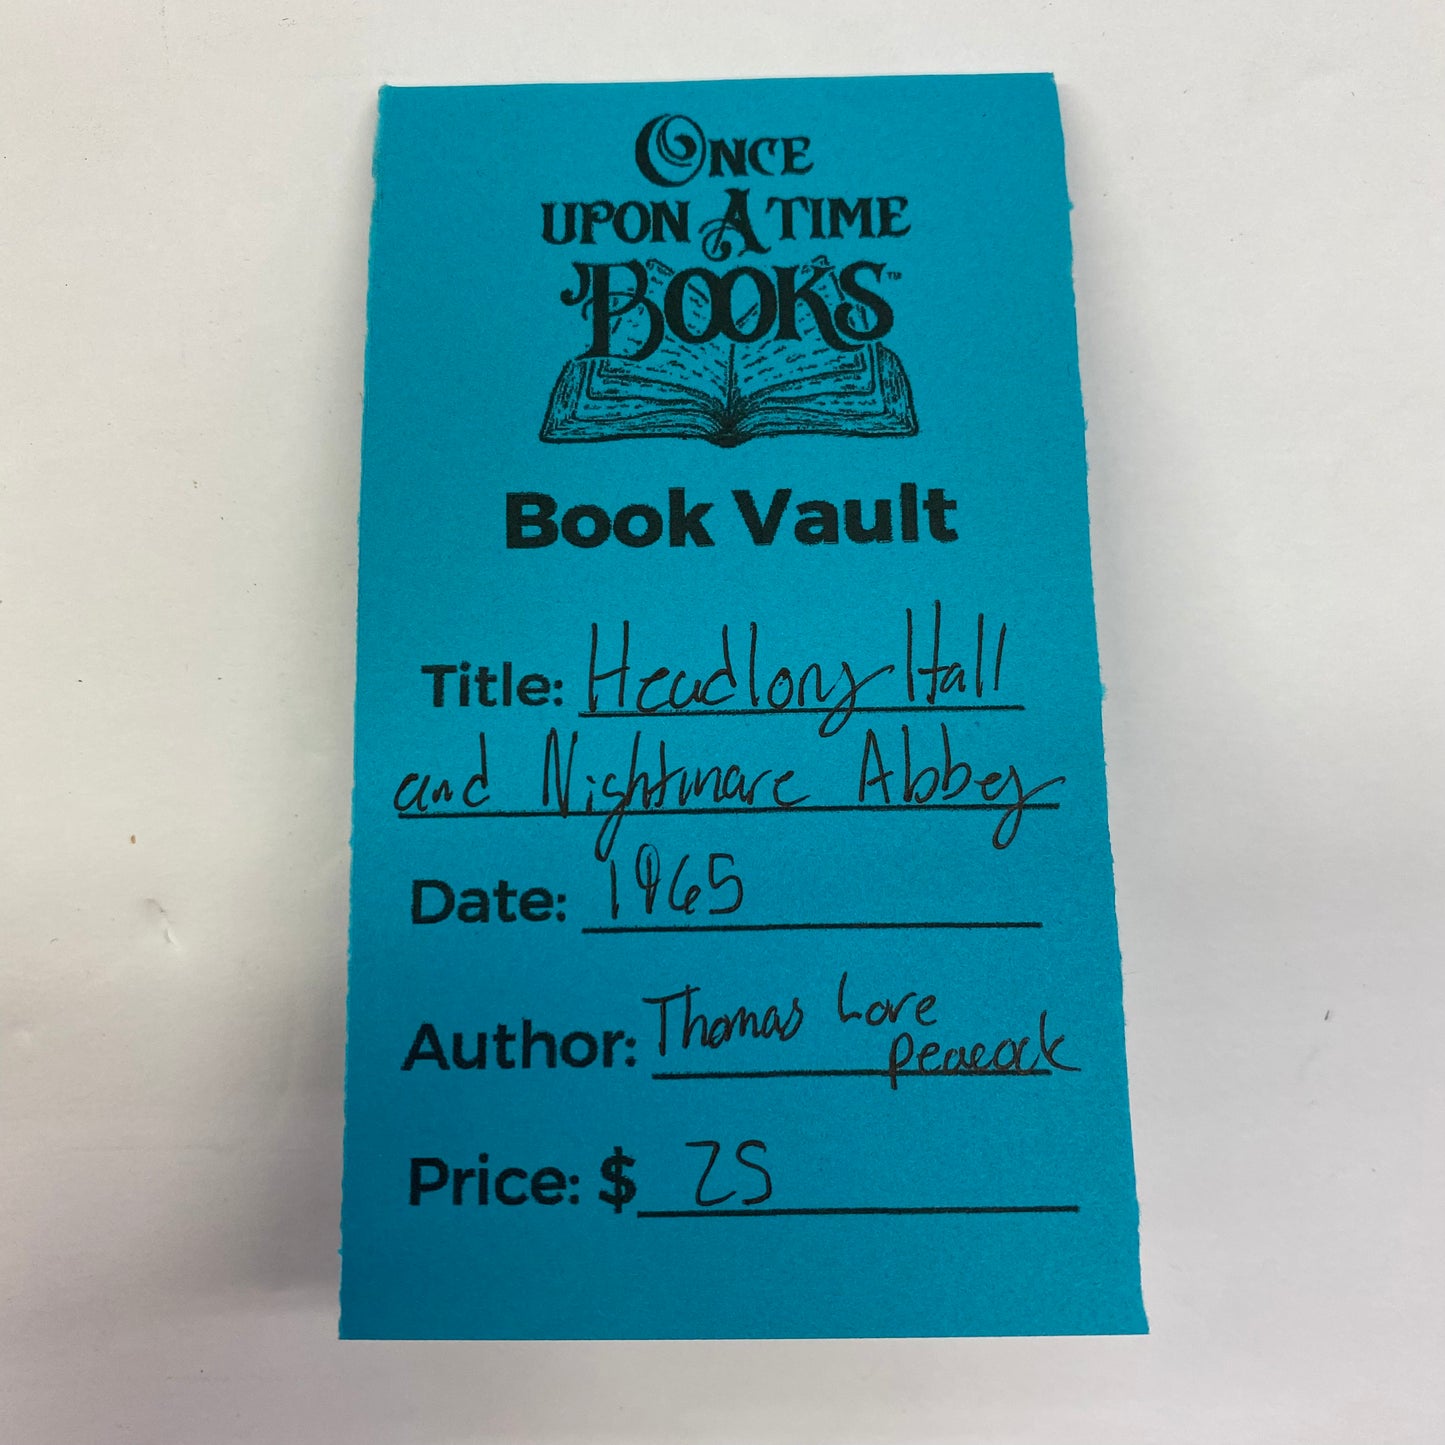 ONCE
UPON A TIME
BOOKS™
Book Vault
Title: Headlong Hall
and Nightmare Abbey
Date: 1965
Author: Thomas Love
Peacock
Price: $ 25